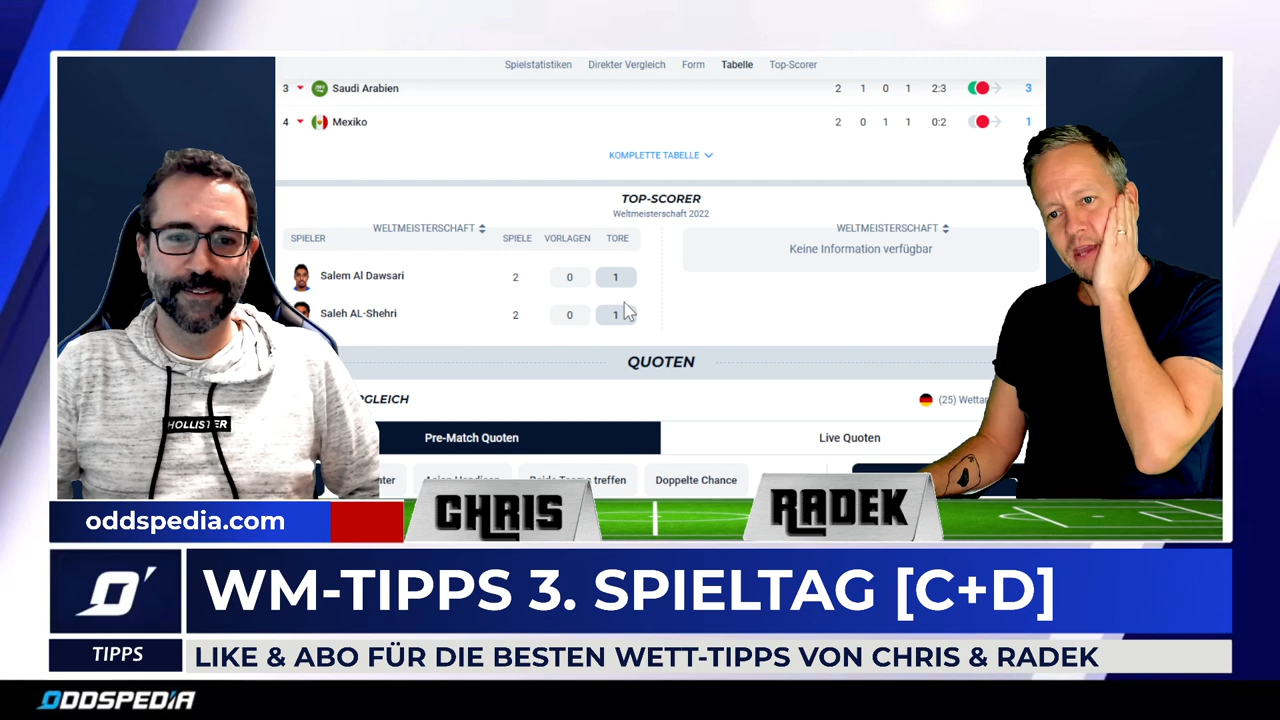 Spielstatistiken Direkter Vergleich Form Tabelle Top-Scorer
3 Saudi Arabien 2 1 0 1 2:3 3
4 Mexiko 2 0 1 1 0:2 1
KOMPLETTE TABELLE
TOP-SCORER
Weltmeisterschaft 2022
WELTMEISTERSCHAFT
SPIELER SPIELE VORLAGEN TORE
Salem Al Dawsari 2 0 1
Saleh AL-Shehri 2 0 1
WELTMEISTERSCHAFT
Keine Information verfügbar
QUOTEN
GLEICH
(25) Wettan
Pre-Match Quoten Live Quoten
treffen Doppelte Chance
HOLLISTER
oddspedia.com
CHRIS
RADEK
WM-TIPPS 3. SPIELTAG [C+D]
TIPPS
LIKE & ABO FÜR DIE BESTEN WETT-TIPPS VON CHRIS & RADEK
ODDSPEDIA